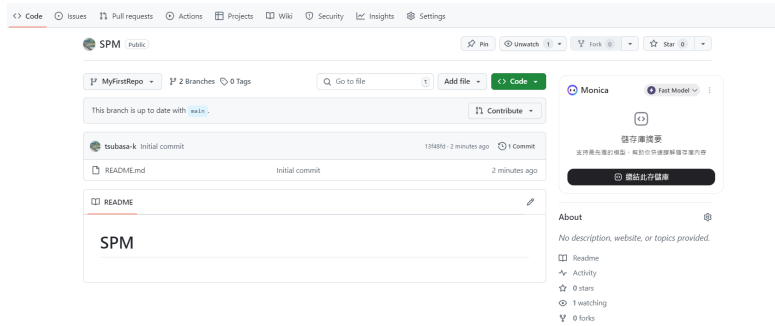 Code Issues Pull requests Actions Projects Wiki Security Insights Settings
SPM Public Pin Unwatch 1 Fork 0 Star 0
MyFirstRepo 2 Branches 0 Tags Go to file t Add file Code
This branch is up to date with main .
Contribute
tsubasa-k Initial commit 13f48fd · 2 minutes ago 1 Commit
README.md Initial commit 2 minutes ago
README
SPM
Monica Fast Model
儲存庫摘要
支持最先進的模型，幫助你快速瞭解儲存庫內容
總結此存儲庫
About
No description, website, or topics provided.
Readme
Activity
0 stars
1 watching
0 forks